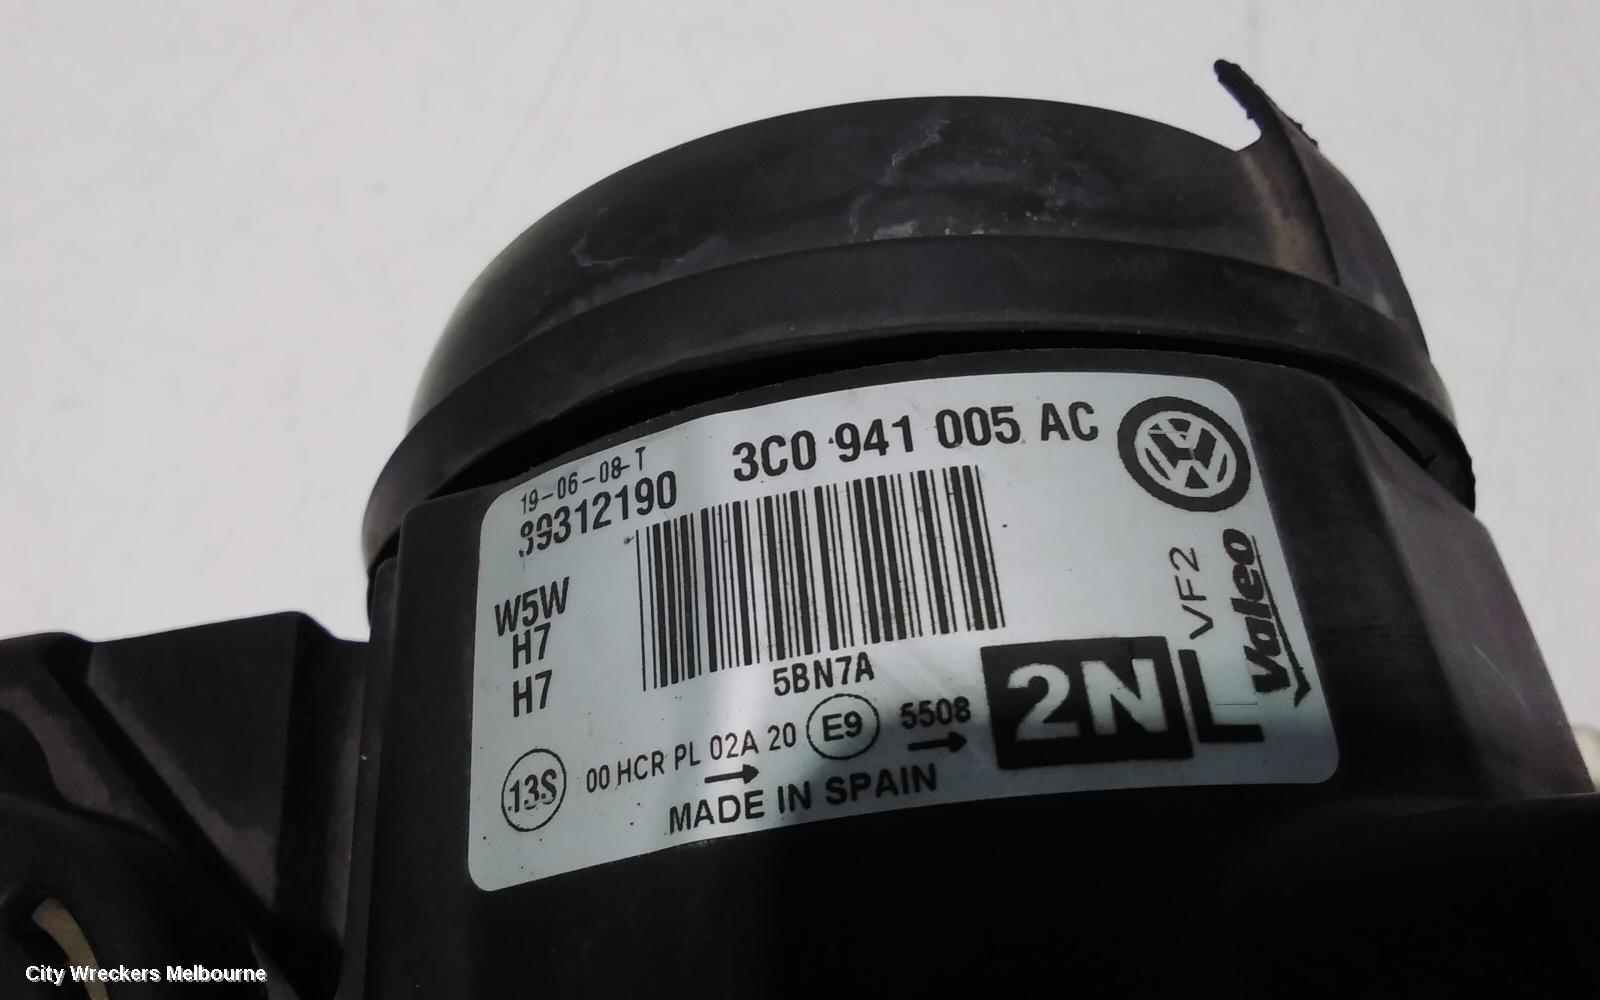 19-06-08-T
89312190
3C0 941 005 AC
W5W
H7
H7
5BN7A
VF2
Valeo
2N L
13S 00 HCR PL 02A 20 E9 5508
MADE IN SPAIN
City Wreckers Melbourne